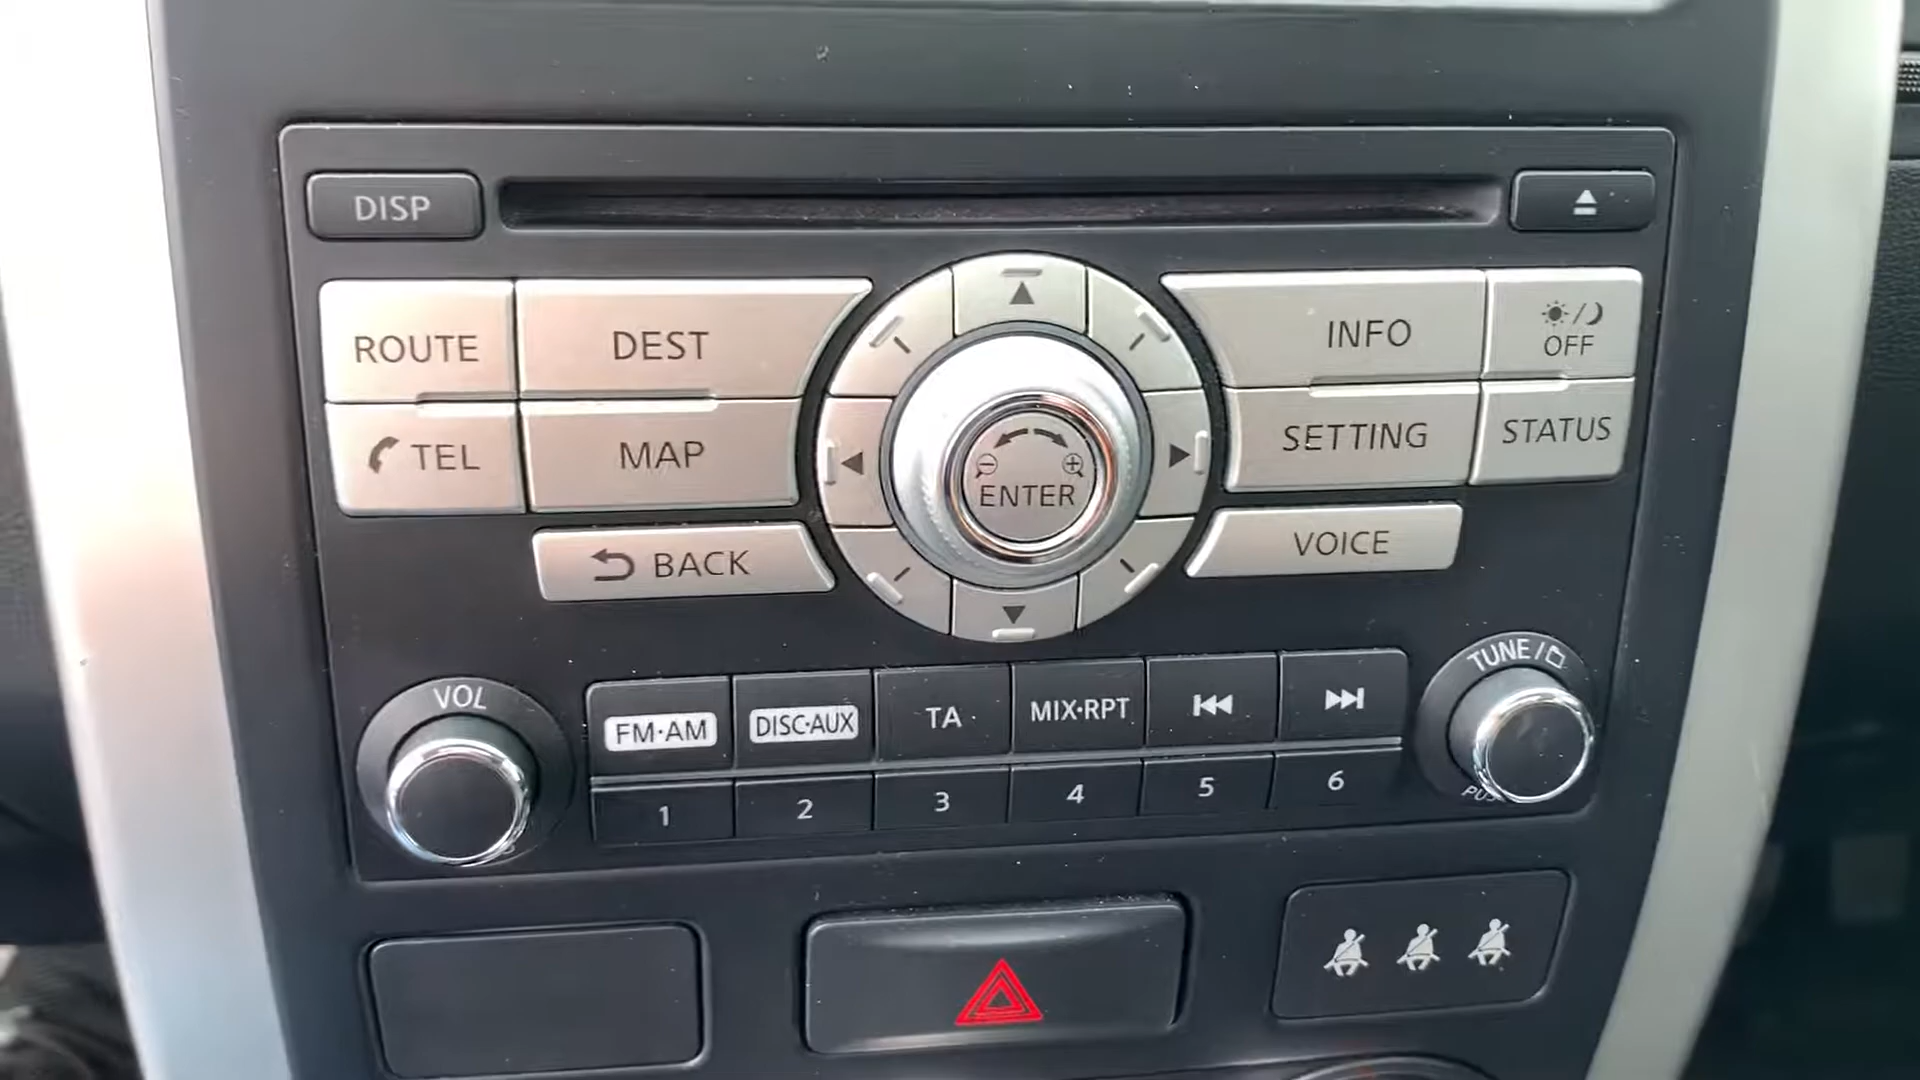 DISP
ROUTE
DEST
INFO
OFF
TEL
MAP
SETTING
STATUS
ENTER
BACK
VOICE
VOL
TUNE/
FM·AM
DISC·AUX
TA
MIX·RPT
1
2
3
4
5
6